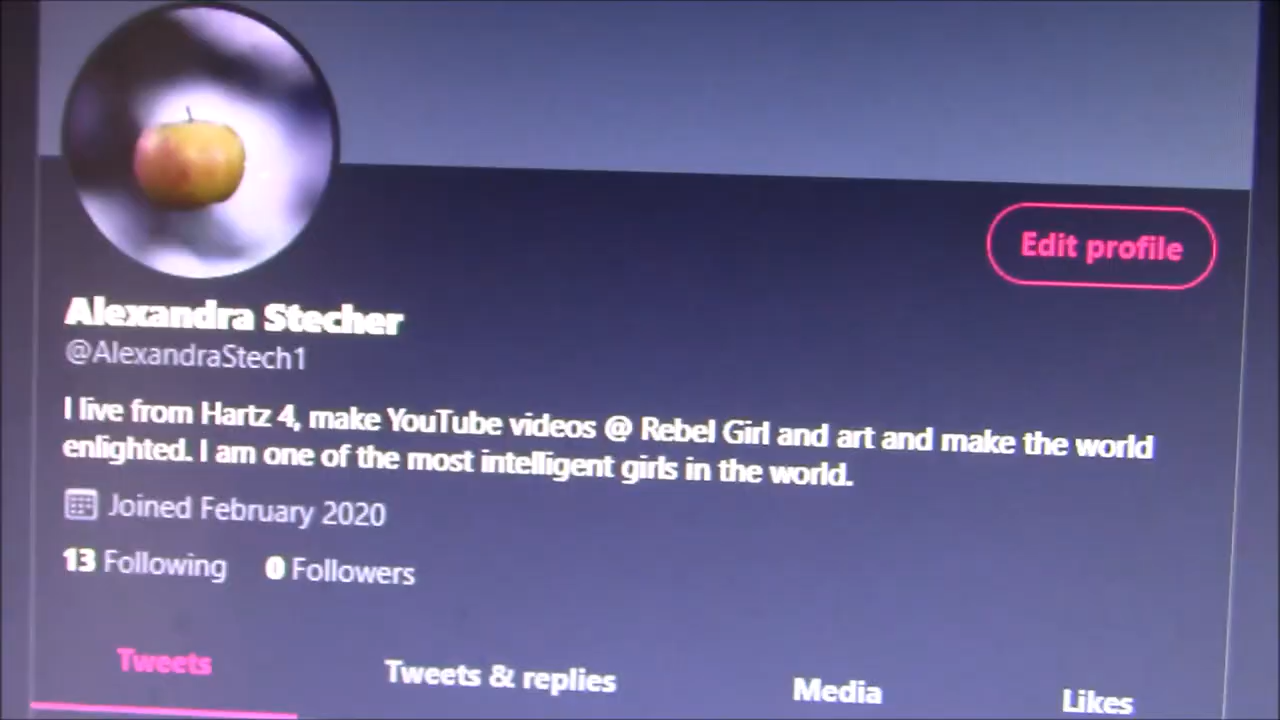 Edit profile
Alexandra Stecher
@AlexandraStech1
I live from Hartz 4, make YouTube videos @ Rebel Girl and art and make the world
enlighted. I am one of the most intelligent girls in the world.
Joined February 2020
13 Following 0 Followers
Tweets Tweets & replies Media Likes